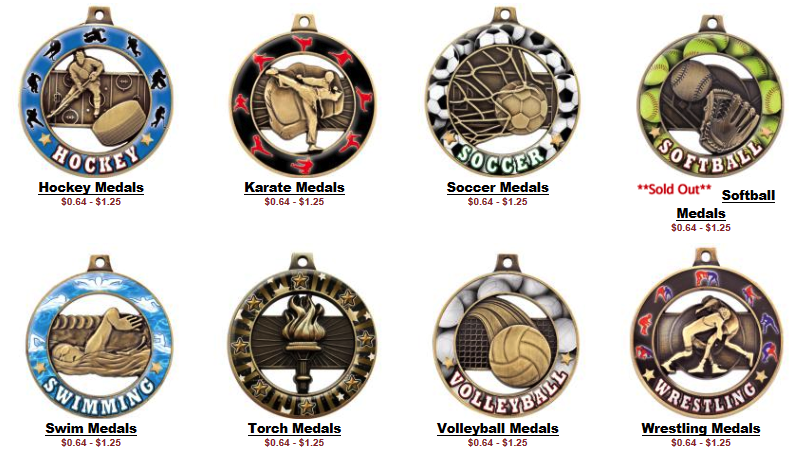 HOCKEY
SOCCER
SOFTBALL
Hockey Medals
$0.64 - $1.25
Karate Medals
$0.64 - $1.25
Soccer Medals
$0.64 - $1.25
**Sold Out** Softball
Medals
$0.64 - $1.25
SWIMMING
VOLLEYBALL
WRESTLING
Swim Medals
$0.64 - $1.25
Torch Medals
$0.64 - $1.25
Volleyball Medals
$0.64 - $1.25
Wrestling Medals
$0.64 - $1.25